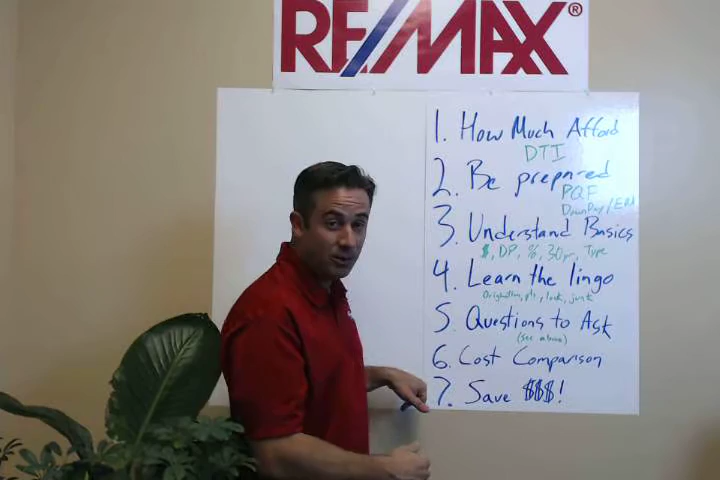 RE/MAX®
1. How Much Afford
DTI
2. Be prepared
PQF
DownPay/
3. Understand Basics
$, DP, %, 30yr, Type
4. Learn the lingo
Origination, pts, lock, junk
5. Questions to Ask
(see above)
6. Cost Comparison
7. Save $$$!